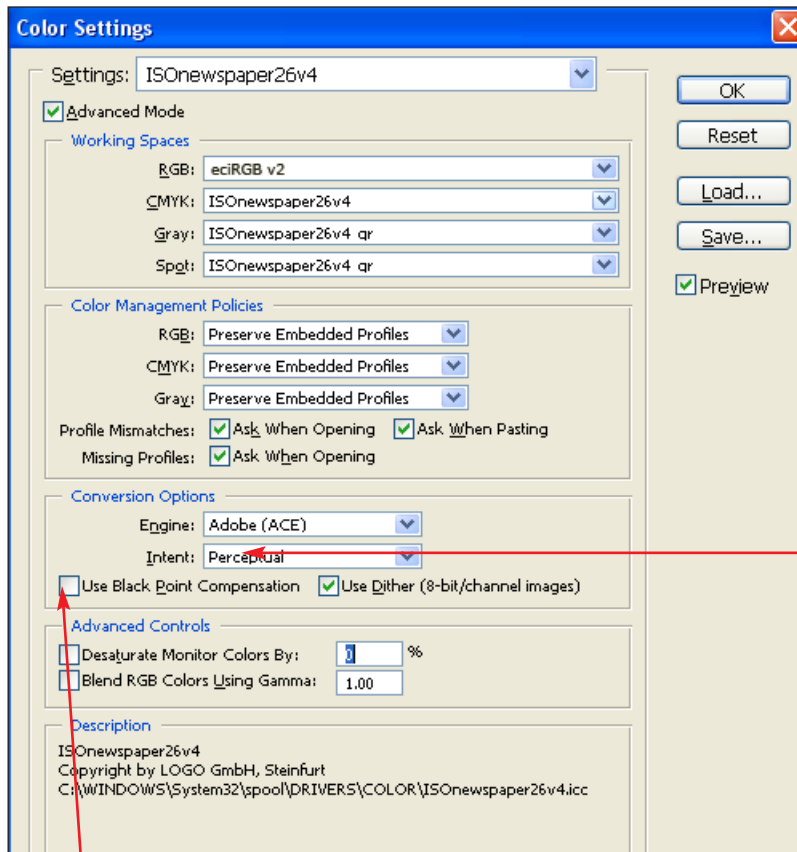 Color Settings
Settings: ISOnewspaper26v4
OK
Advanced Mode
Reset
Working Spaces
RGB: eciRGB v2
Load...
CMYK: ISOnewspaper26v4
Gray: ISOnewspaper26v4 gr
Save...
Spot: ISOnewspaper26v4 gr
Preview
Color Management Policies
RGB: Preserve Embedded Profiles
CMYK: Preserve Embedded Profiles
Gray: Preserve Embedded Profiles
Profile Mismatches: Ask When Opening Ask When Pasting
Missing Profiles: Ask When Opening
Conversion Options
Engine: Adobe (ACE)
Intent: Perceptual
Use Black Point Compensation Use Dither (8-bit/channel images)
Advanced Controls
Desaturate Monitor Colors By: 0 %
Blend RGB Colors Using Gamma: 1.00
Description
ISOnewspaper26v4
Copyright by LOGO GmbH, Steinfurt
C:\WINDOWS\System32\spool\DRIVERS\COLOR\ISOnewspaper26v4.icc